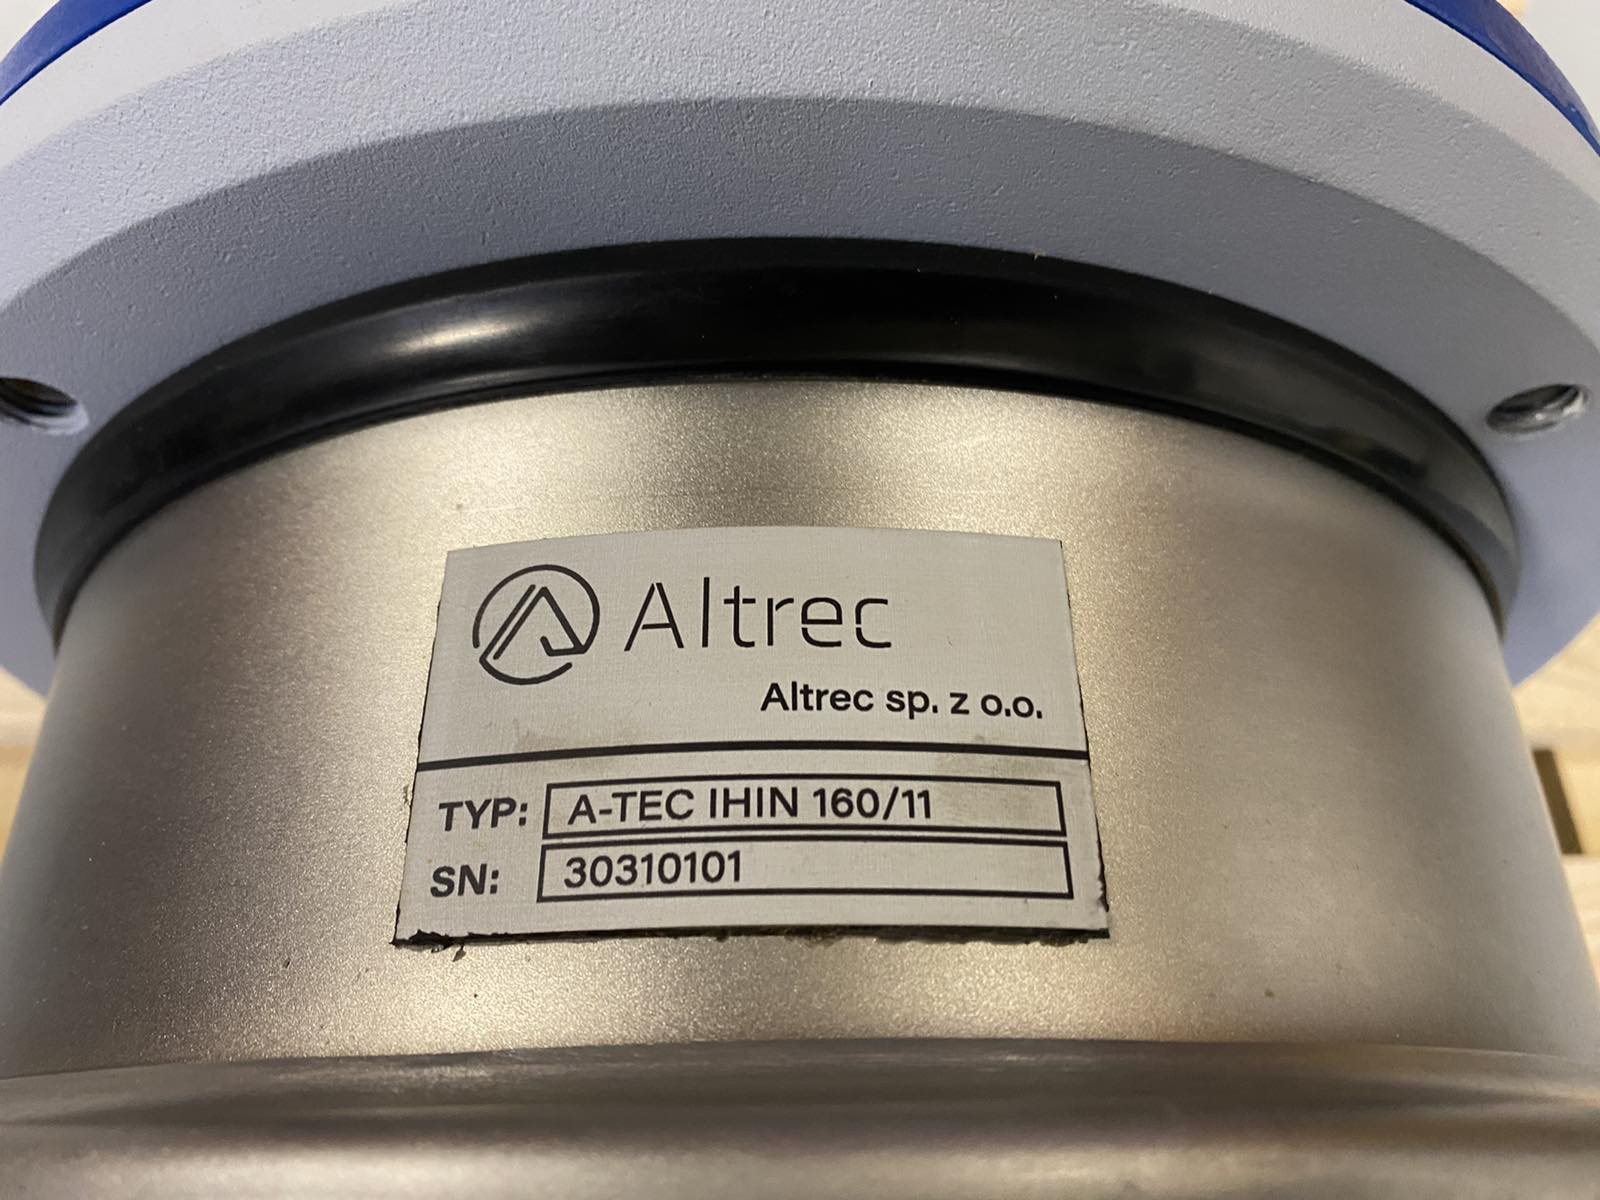 Altrec
Altrec sp. z o.o.
TYP: A-TEC IHIN 160/11
SN: 30310101